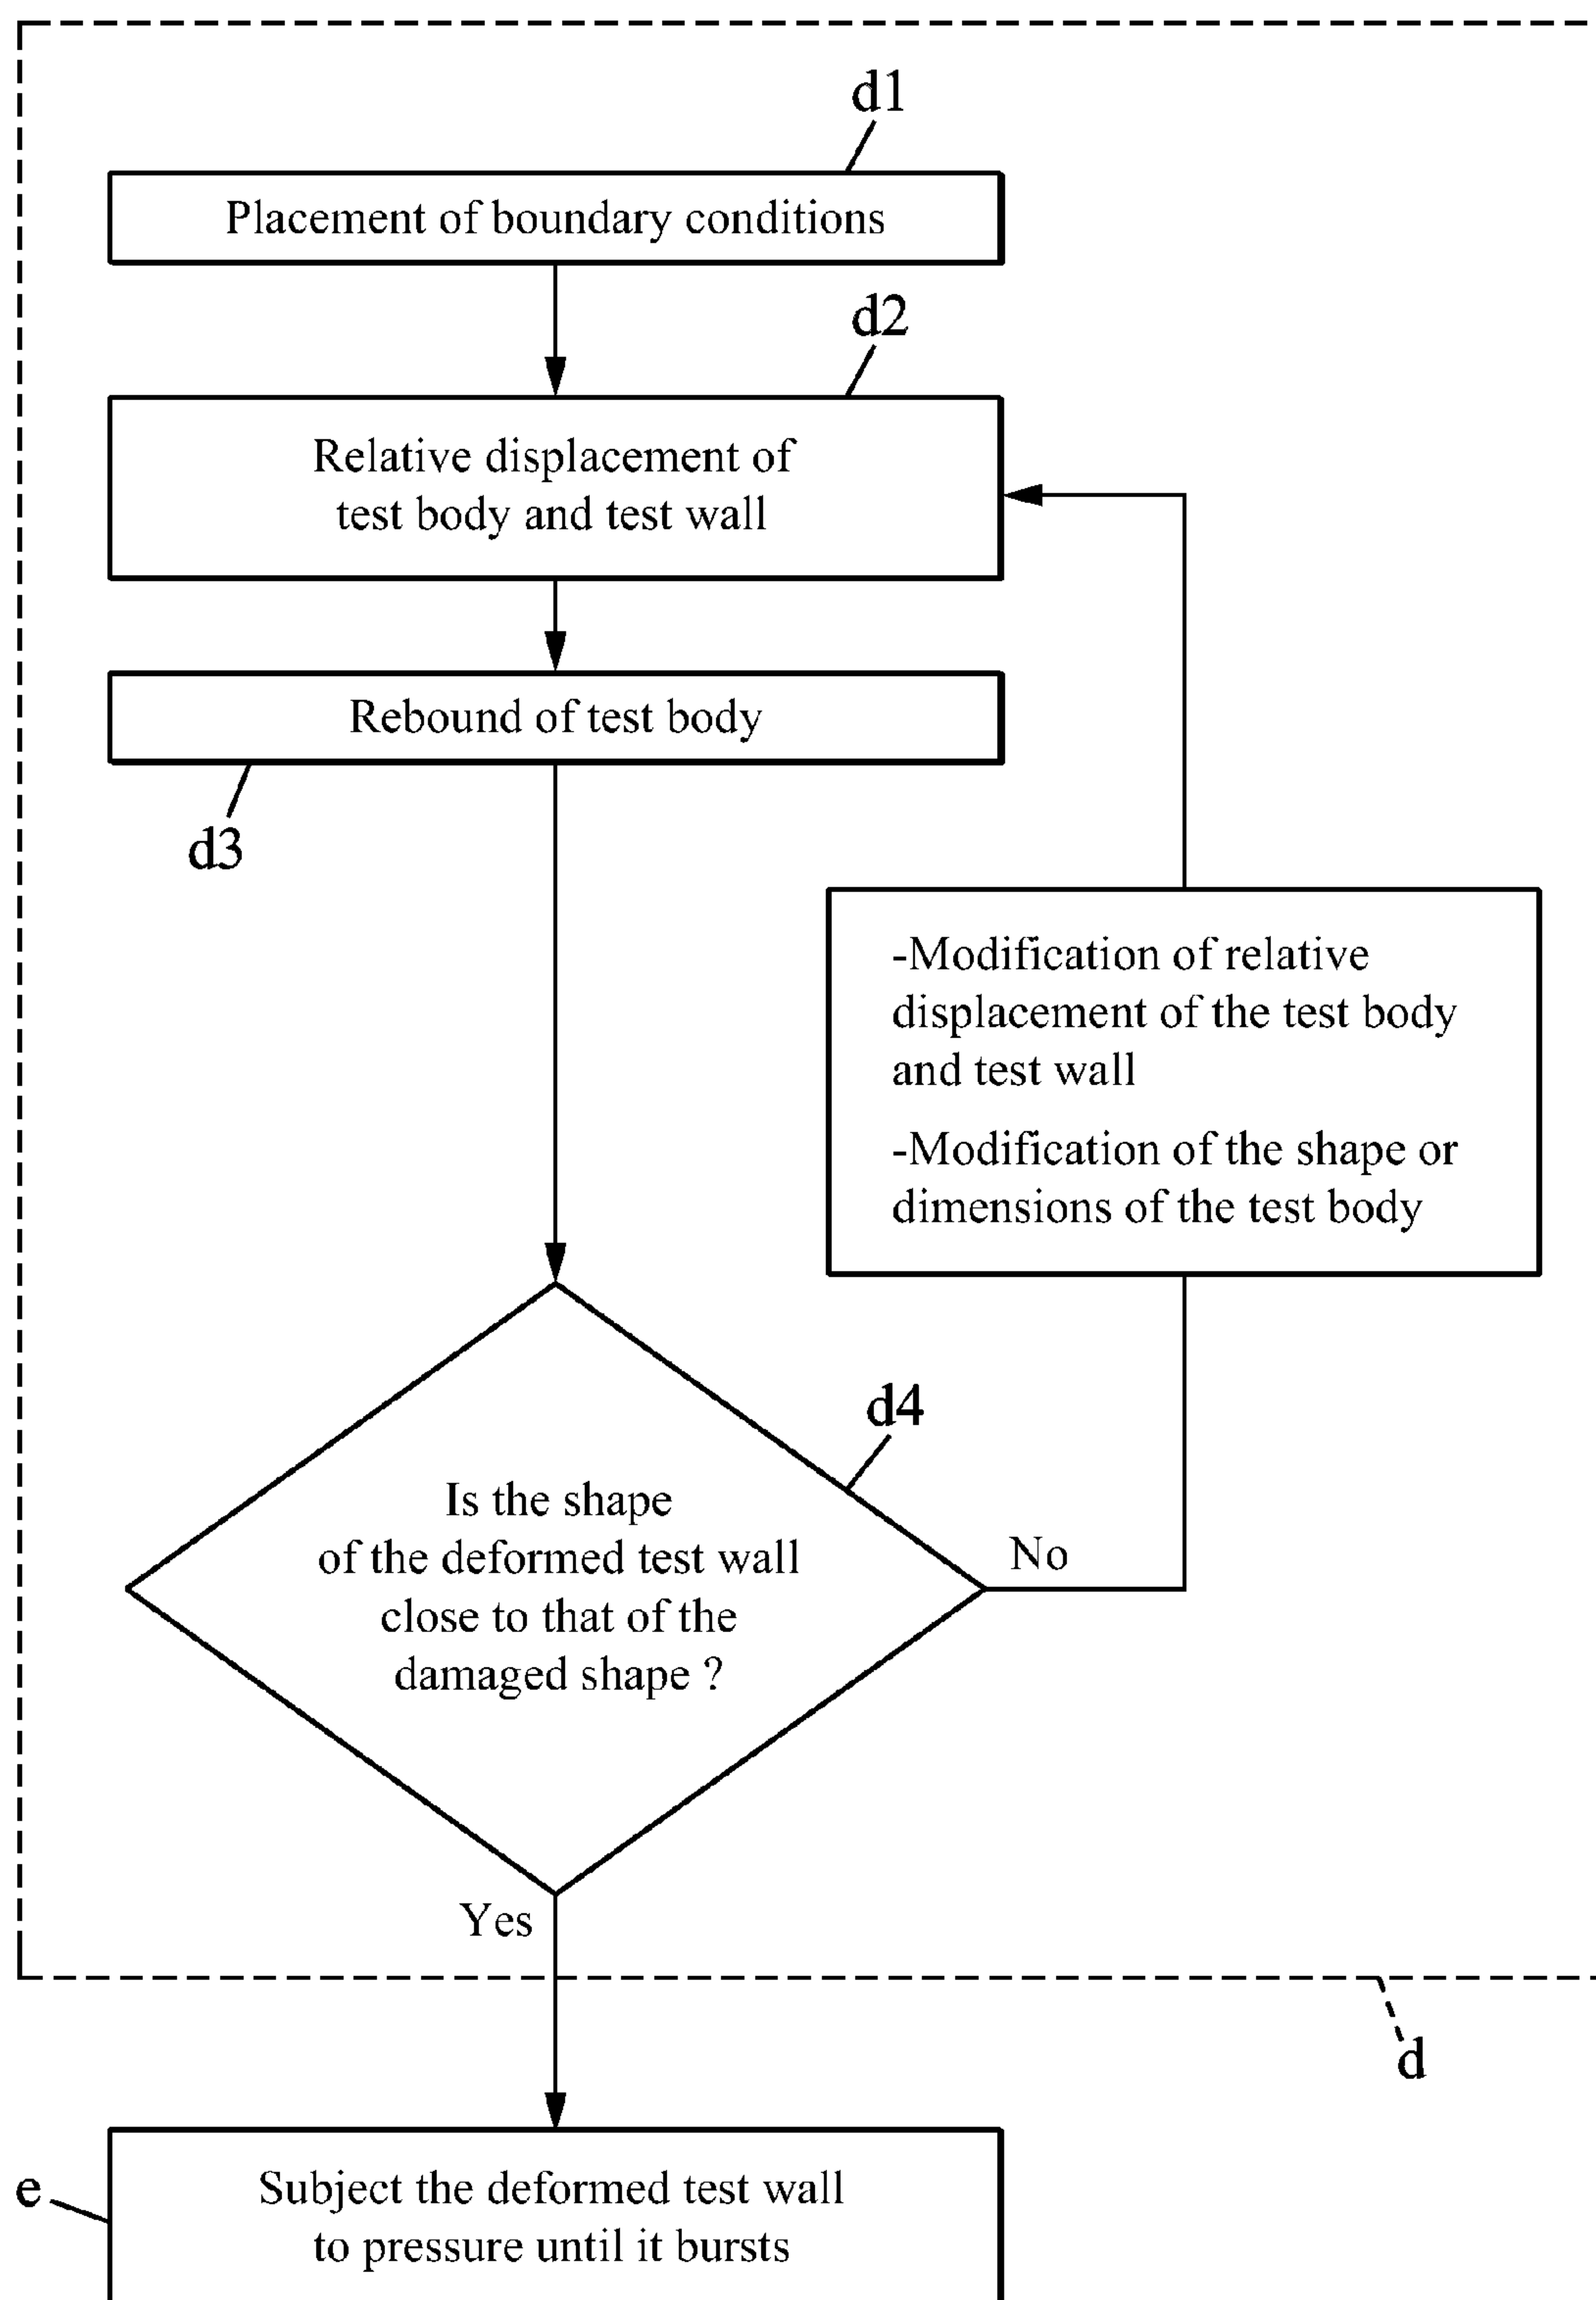 d1
Placement of boundary conditions
d2
Relative displacement of
test body and test wall
Rebound of test body
d3
-Modification of relative
displacement of the test body
and test wall
-Modification of the shape or
dimensions of the test body
d4
Is the shape
of the deformed test wall
close to that of the
damaged shape ?
No
Yes
d
e
Subject the deformed test wall
to pressure until it bursts